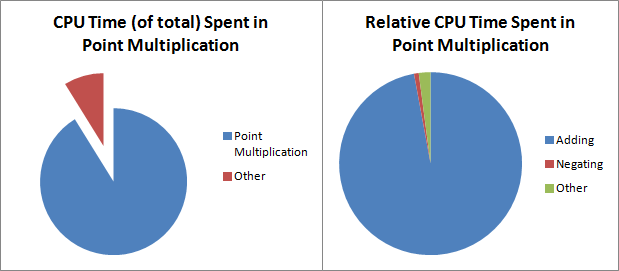 CPU Time (of total) Spent in
Point Multiplication
Point
Multiplication
Other
Relative CPU Time Spent in
Point Multiplication
Adding
Negating
Other